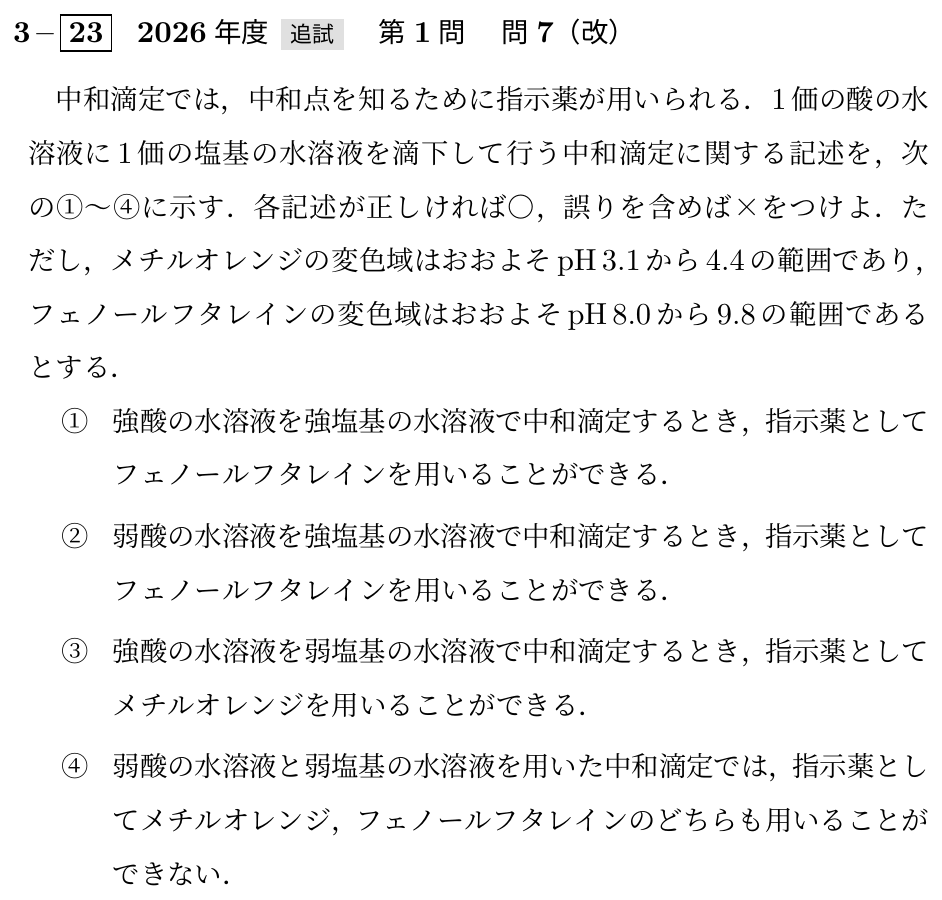 3–23 2026 年度 追試 第 1 問 問 7（改）
中和滴定では，中和点を知るために指示薬が用いられる．1 価の酸の水
溶液に 1 価の塩基の水溶液を滴下して行う中和滴定に関する記述を，次
の①～④に示す．各記述が正しければ○，誤りを含めば×をつけよ．た
だし，メチルオレンジの変色域はおおよそ pH 3.1 から 4.4 の範囲であり，
フェノールフタレインの変色域はおおよそ pH 8.0 から 9.8 の範囲である
とする．
① 強酸の水溶液を強塩基の水溶液で中和滴定するとき，指示薬として
フェノールフタレインを用いることができる．
② 弱酸の水溶液を強塩基の水溶液で中和滴定するとき，指示薬として
フェノールフタレインを用いることができる．
③ 強酸の水溶液を弱塩基の水溶液で中和滴定するとき，指示薬として
メチルオレンジを用いることができる．
④ 弱酸の水溶液と弱塩基の水溶液を用いた中和滴定では，指示薬とし
てメチルオレンジ，フェノールフタレインのどちらも用いることが
できない．